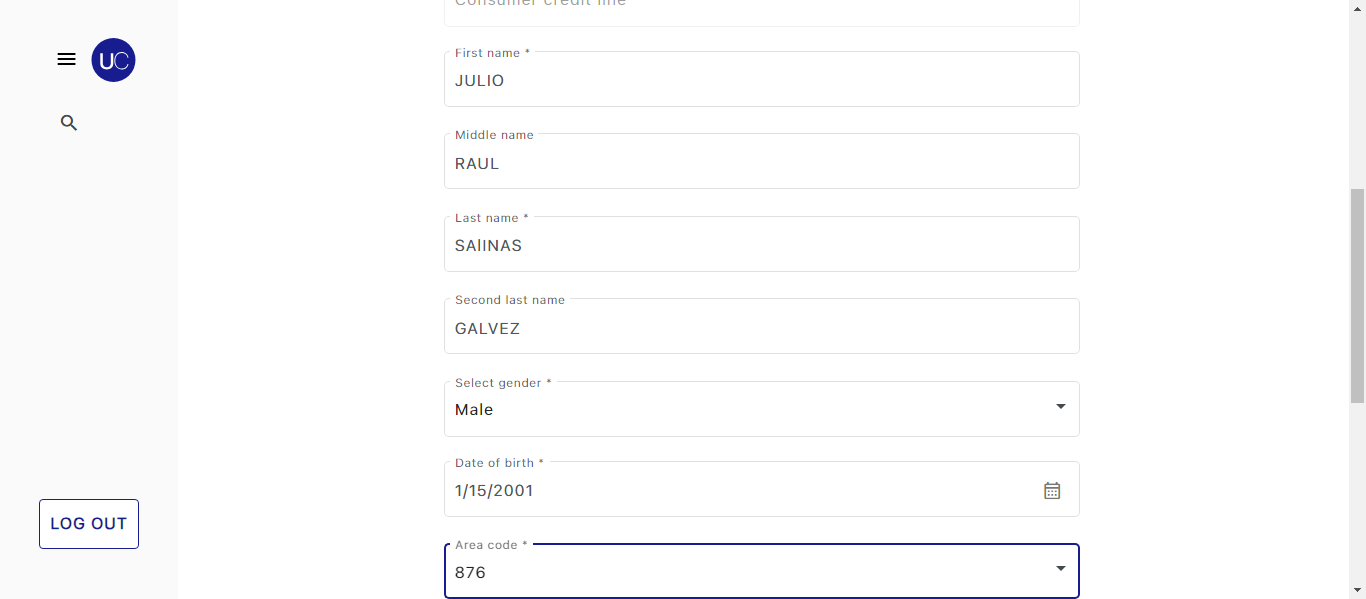 Consumer credit line
UC
First name *
JULIO
Middle name
RAUL
Last name *
SAlINAS
Second last name
GALVEZ
Select gender *
Male
Date of birth *
1/15/2001
LOG OUT
Area code *
876